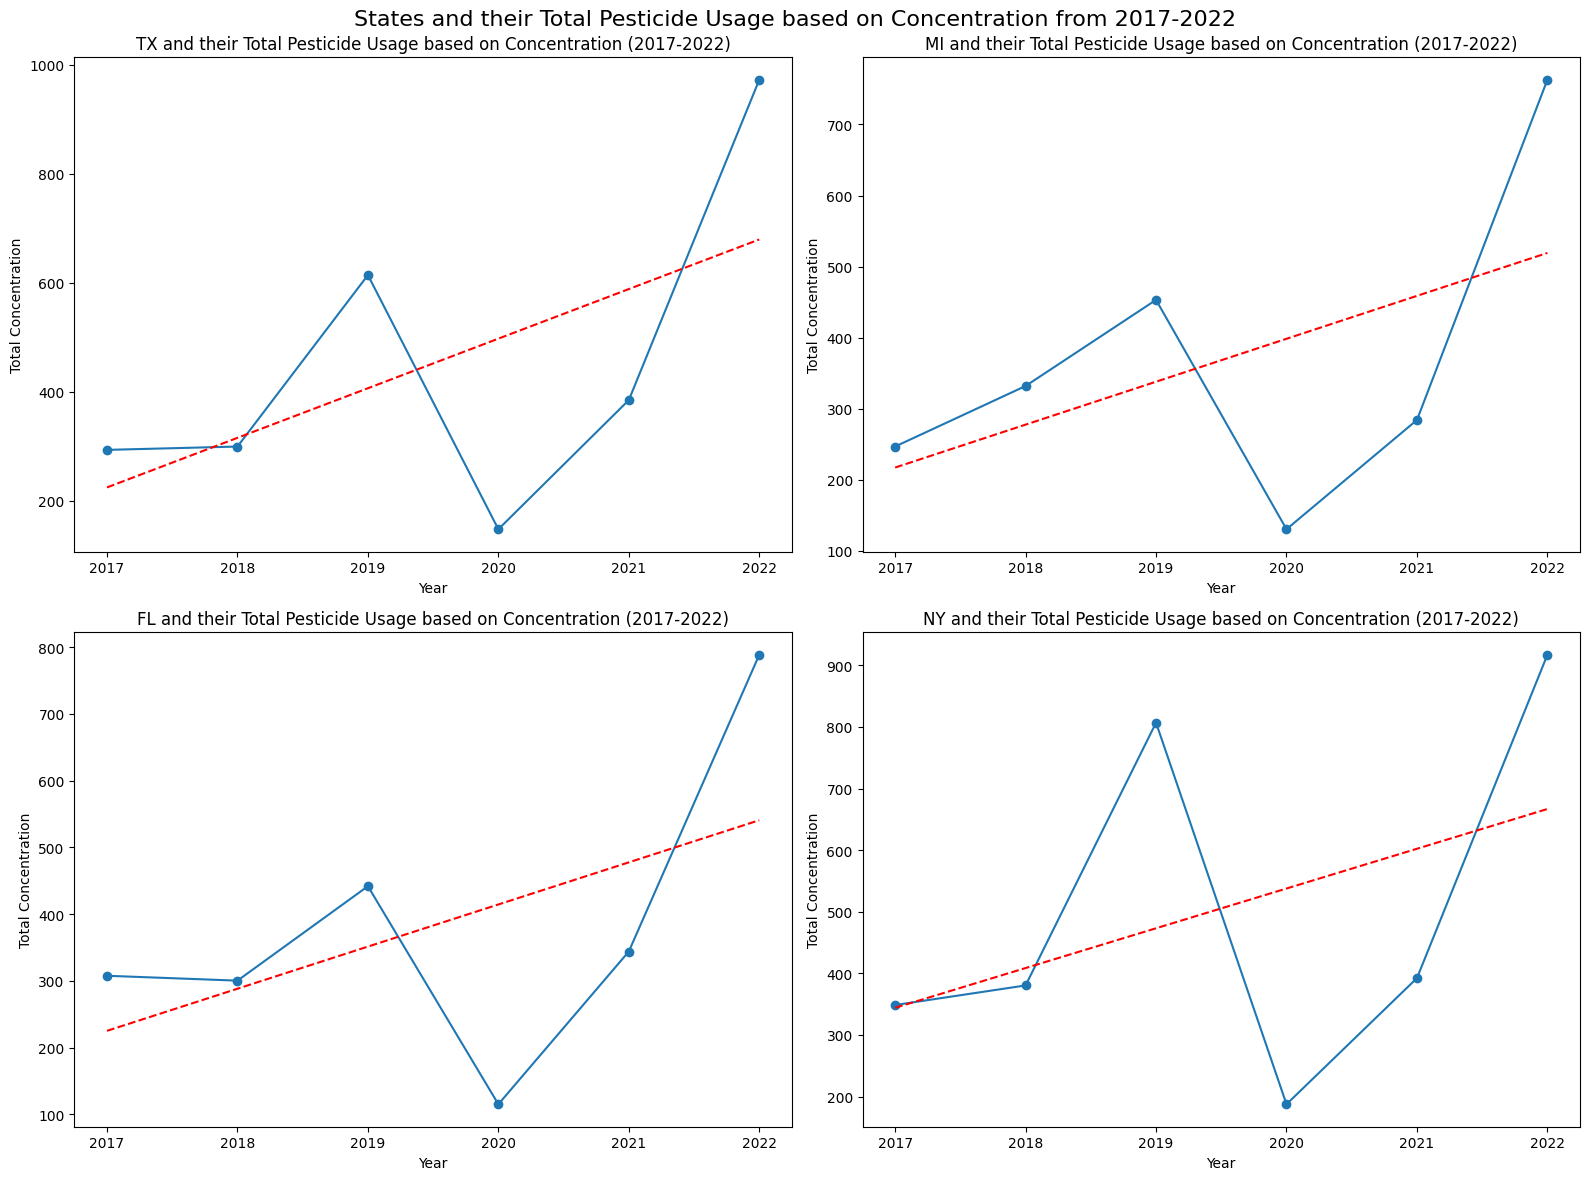 States and their Total Pesticide Usage based on Concentration from 2017-2022
TX and their Total Pesticide Usage based on Concentration (2017-2022)
1000
800
600
400
200
Total Concentration
2017 2018 2019 2020 2021 2022
Year
MI and their Total Pesticide Usage based on Concentration (2017-2022)
700
600
500
400
300
200
100
Total Concentration
2017 2018 2019 2020 2021 2022
Year
FL and their Total Pesticide Usage based on Concentration (2017-2022)
800
700
600
500
400
300
200
100
Total Concentration
2017 2018 2019 2020 2021 2022
Year
NY and their Total Pesticide Usage based on Concentration (2017-2022)
900
800
700
600
500
400
300
200
Total Concentration
2017 2018 2019 2020 2021 2022
Year